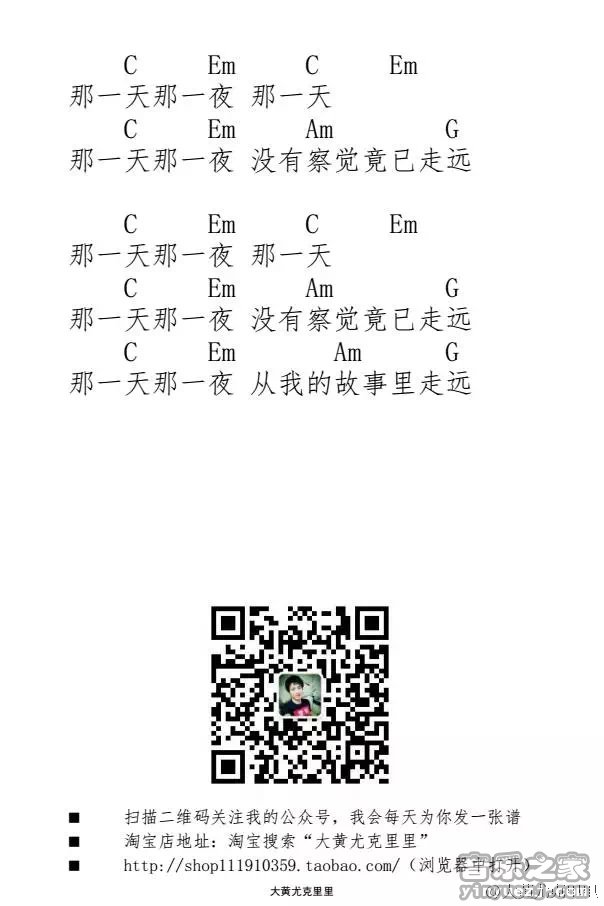 C Em C Em
那一天那一夜 那一天
C Em Am G
那一天那一夜 没有察觉竟已走远
C Em C Em
那一天那一夜 那一天
C Em Am G
那一天那一夜 没有察觉竟已走远
C Em Am G
那一天那一夜 从我的故事里走远
■ 扫描二维码关注我的公众号，我会每天为你发一张谱
■ 淘宝店地址：淘宝搜索“大黄尤克里里”
■ http://shop111910359.taobao.com/（浏览器中打开）
音乐之家
大黄尤克里里